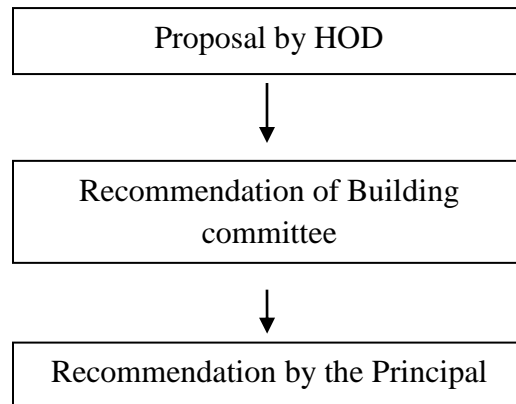 Proposal by HOD
Recommendation of Building
committee
Recommendation by the Principal